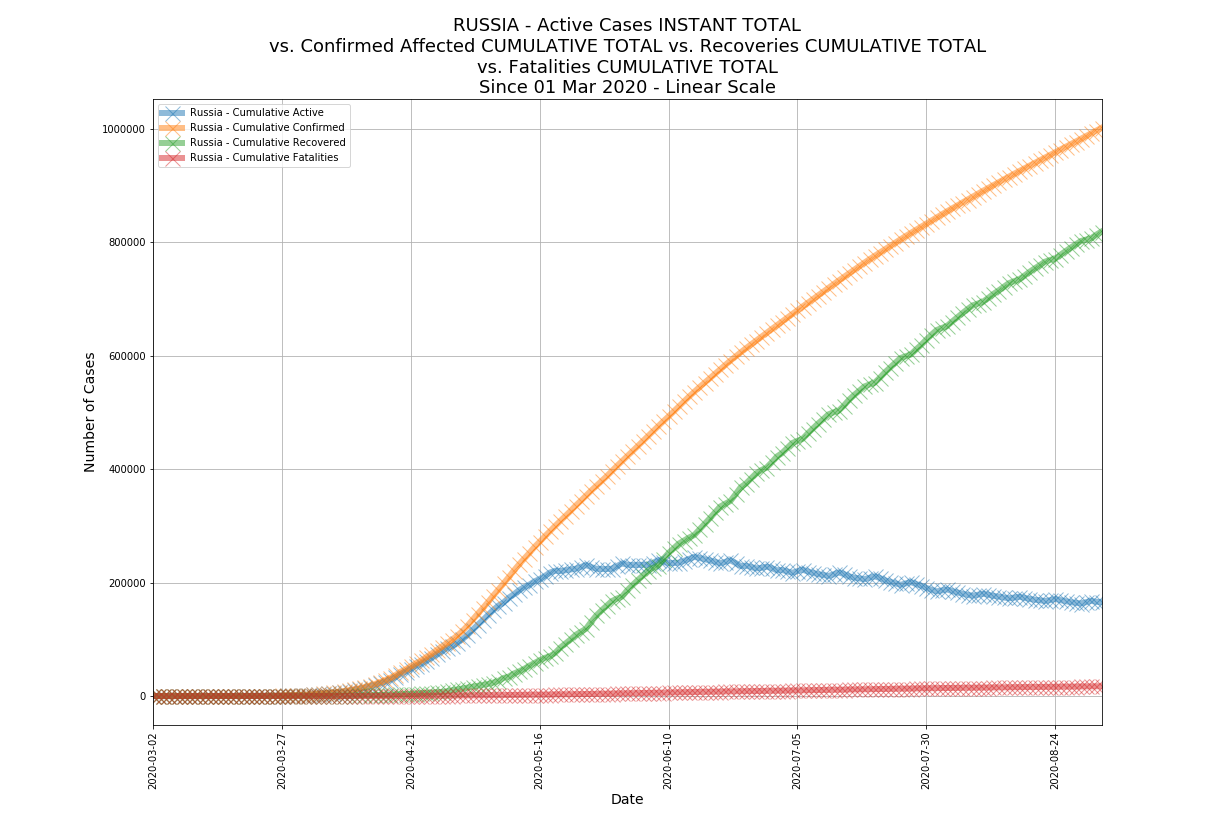 RUSSIA - Active Cases INSTANT TOTAL
vs. Confirmed Affected CUMULATIVE TOTAL vs. Recoveries CUMULATIVE TOTAL
vs. Fatalities CUMULATIVE TOTAL
Since 01 Mar 2020 - Linear Scale
Russia - Cumulative Active
Russia - Cumulative Confirmed
Russia - Cumulative Recovered
Russia - Cumulative Fatalities
Number of Cases
1000000
800000
600000
400000
200000
0
2020-03-02
2020-03-27
2020-04-21
2020-05-16
2020-06-10
2020-07-05
2020-07-30
2020-08-24
Date